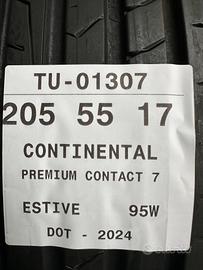 TU-01307
205 55 17
CONTINENTAL
PREMIUM CONTACT 7
ESTIVE 95W
DOT - 2024